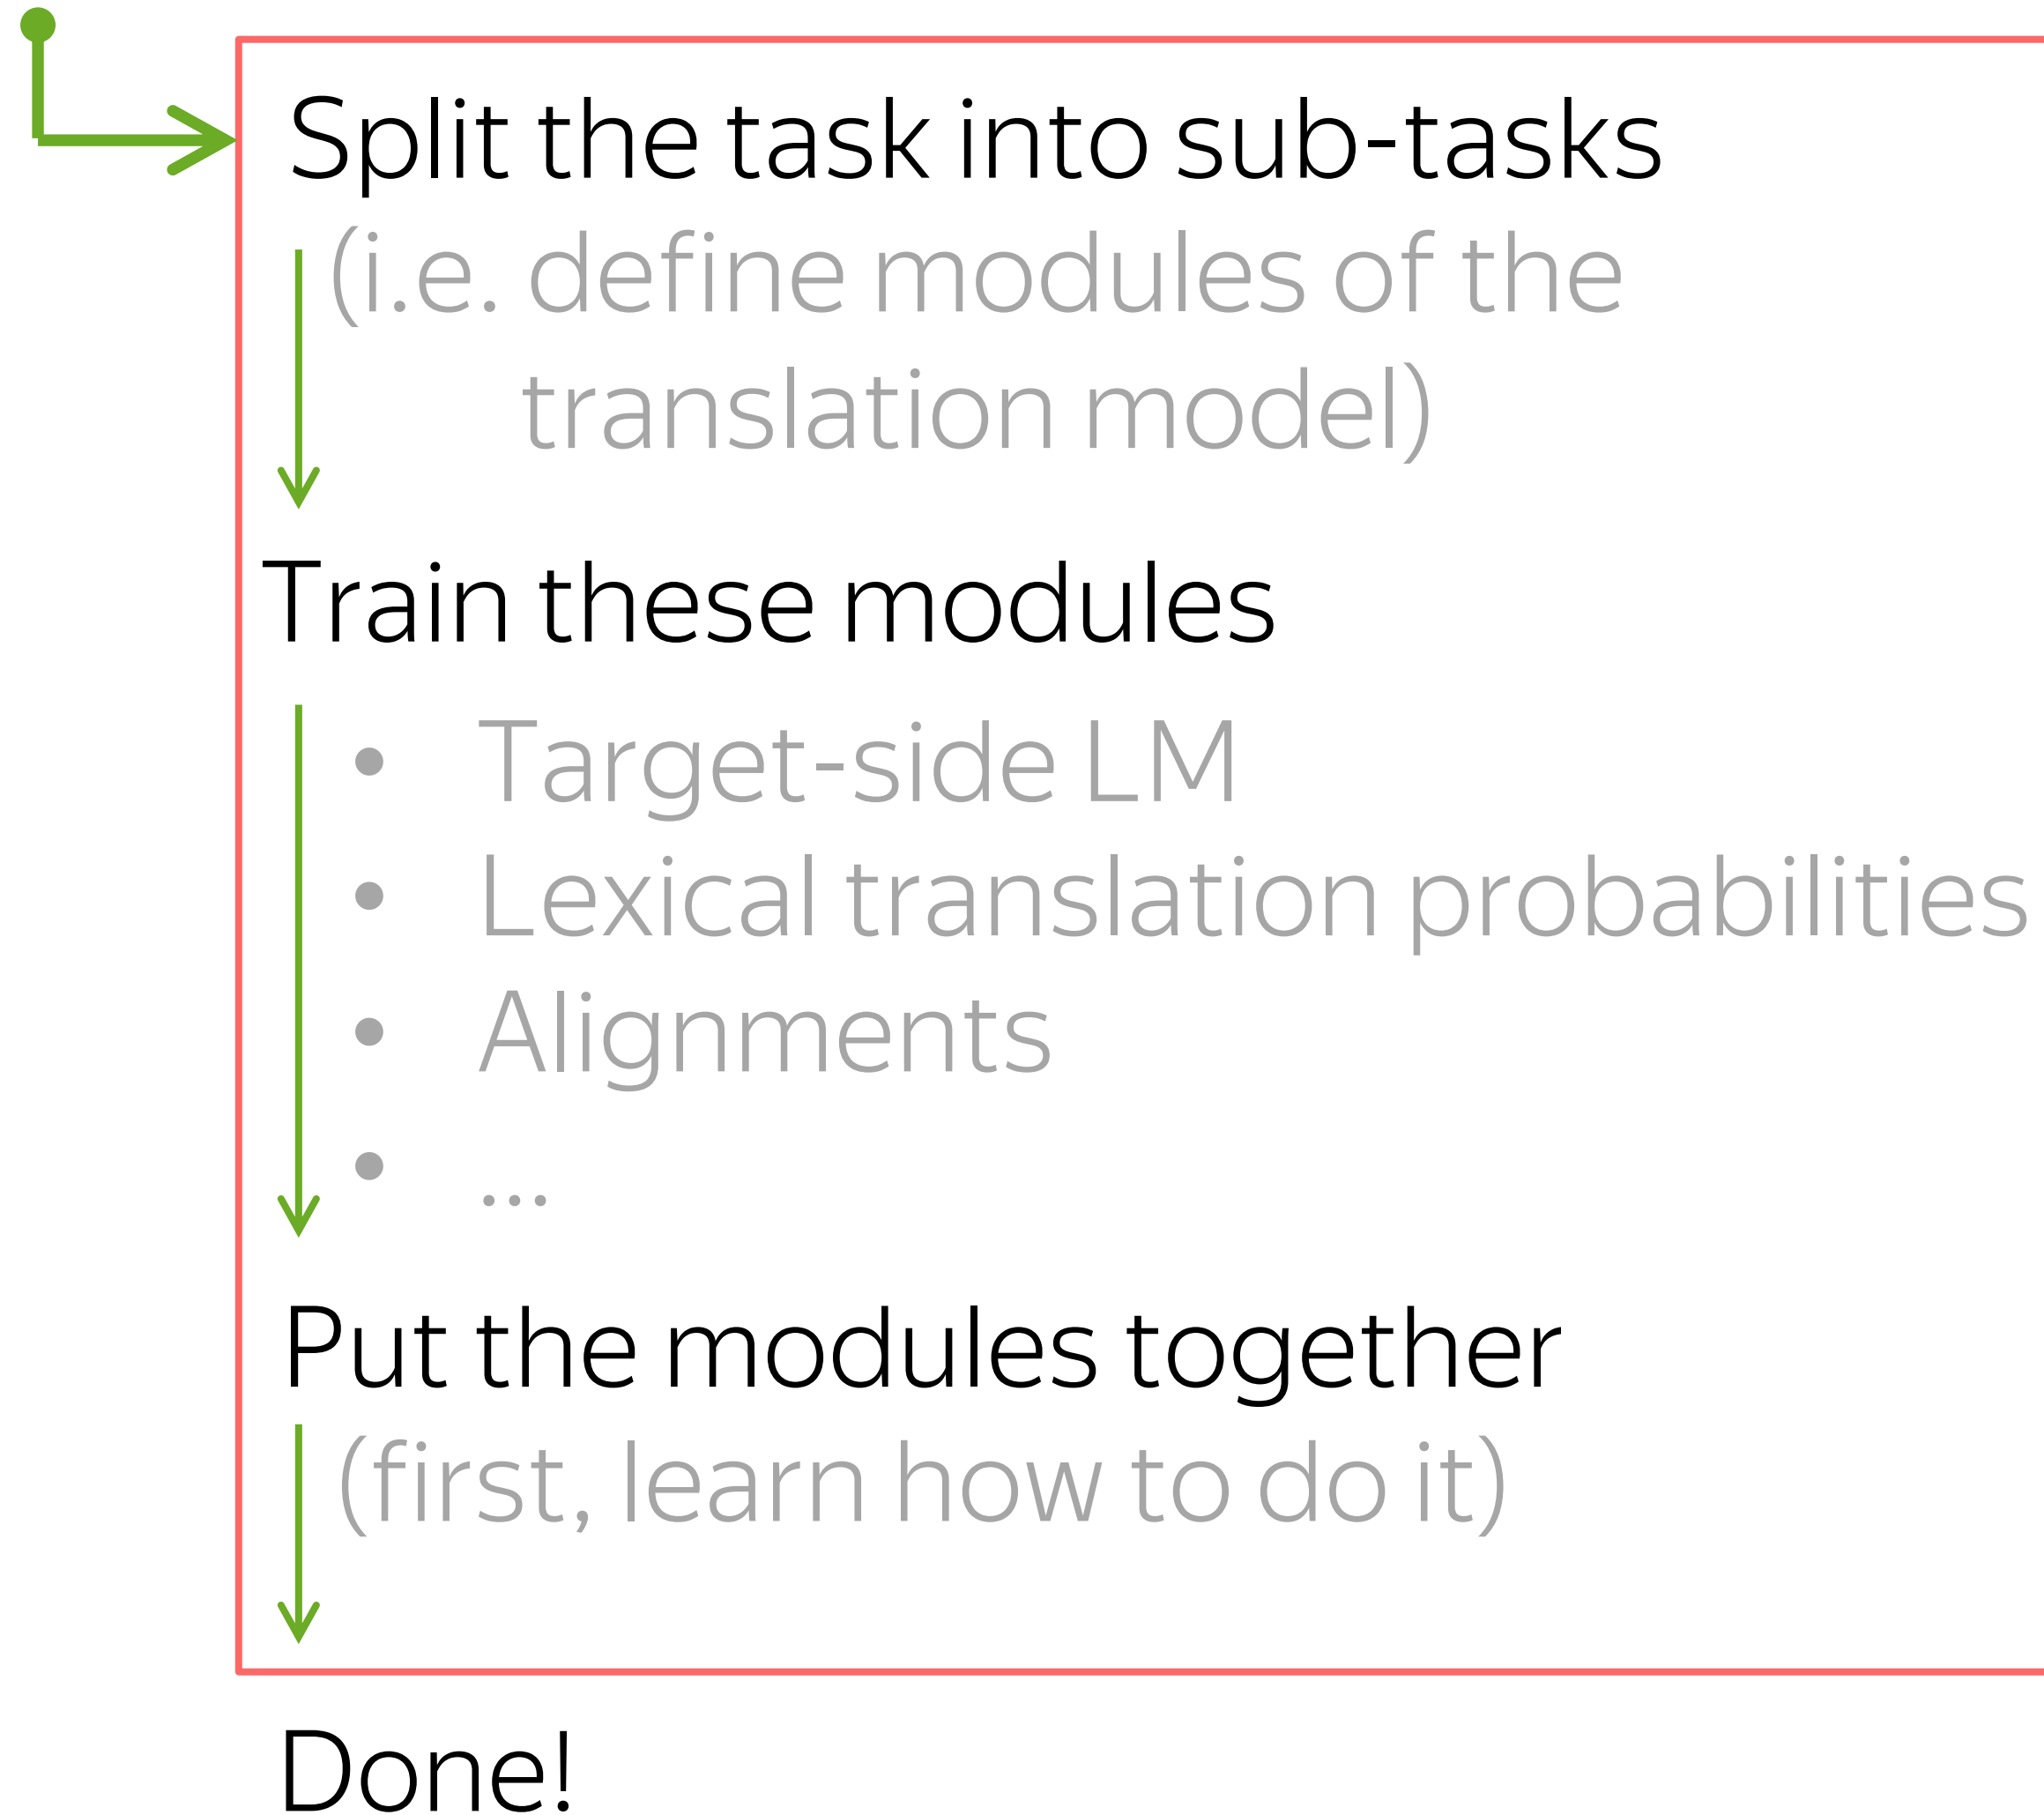 Split the task into sub-tasks
(i.e. define modules of the
translation model)
Train these modules
• Target-side LM
• Lexical translation probabilities
• Alignments
• ...
Put the modules together
(first, learn how to do it)
Done!